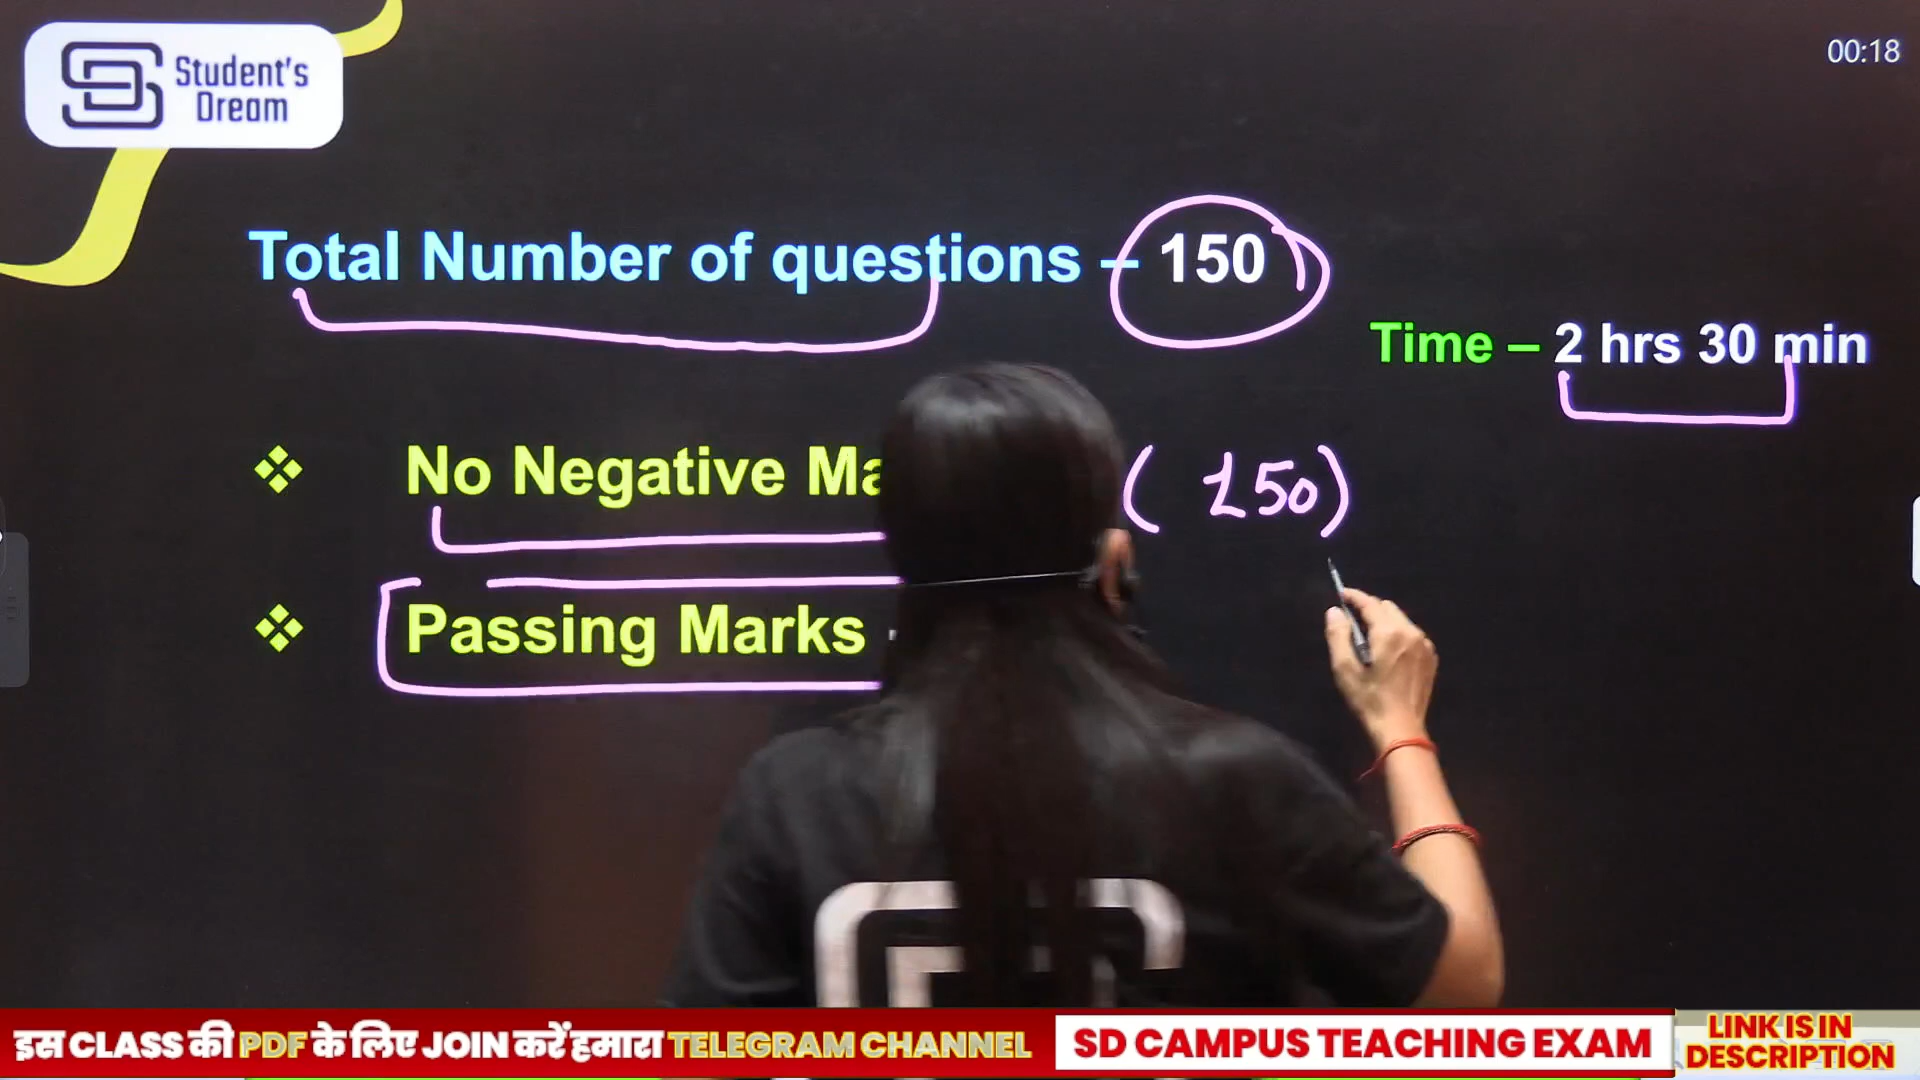 Student's
Dream
00:18
Total Number of questions – 150
Time – 2 hrs 30 min
No Negative
(150)
Passing Marks
इस CLASS की PDF के लिए JOIN करें हमारा TELEGRAM CHANNEL
SD CAMPUS TEACHING EXAM
LINK IS IN
DESCRIPTION